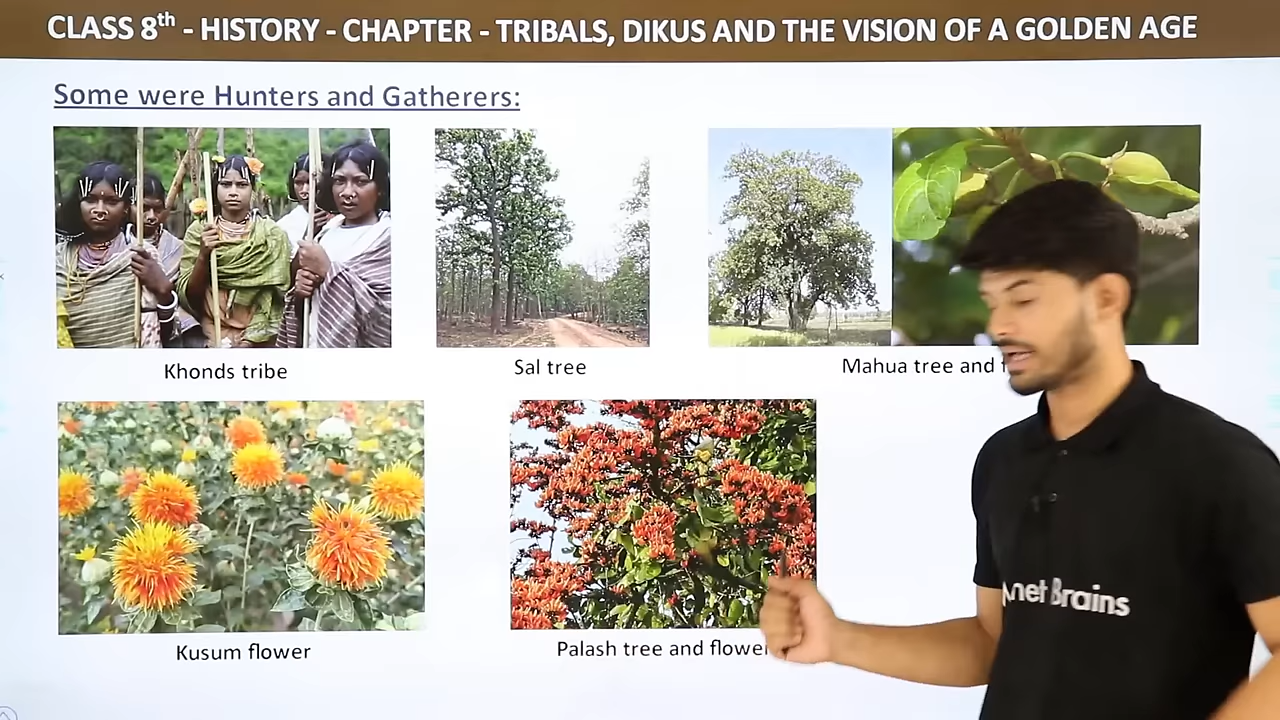 CLASS 8th - HISTORY - CHAPTER - TRIBALS, DIKUS AND THE VISION OF A GOLDEN AGE
Some were Hunters and Gatherers:
Khonds tribe
Sal tree
Mahua tree and
Kusum flower
Palash tree and flower
net Brains